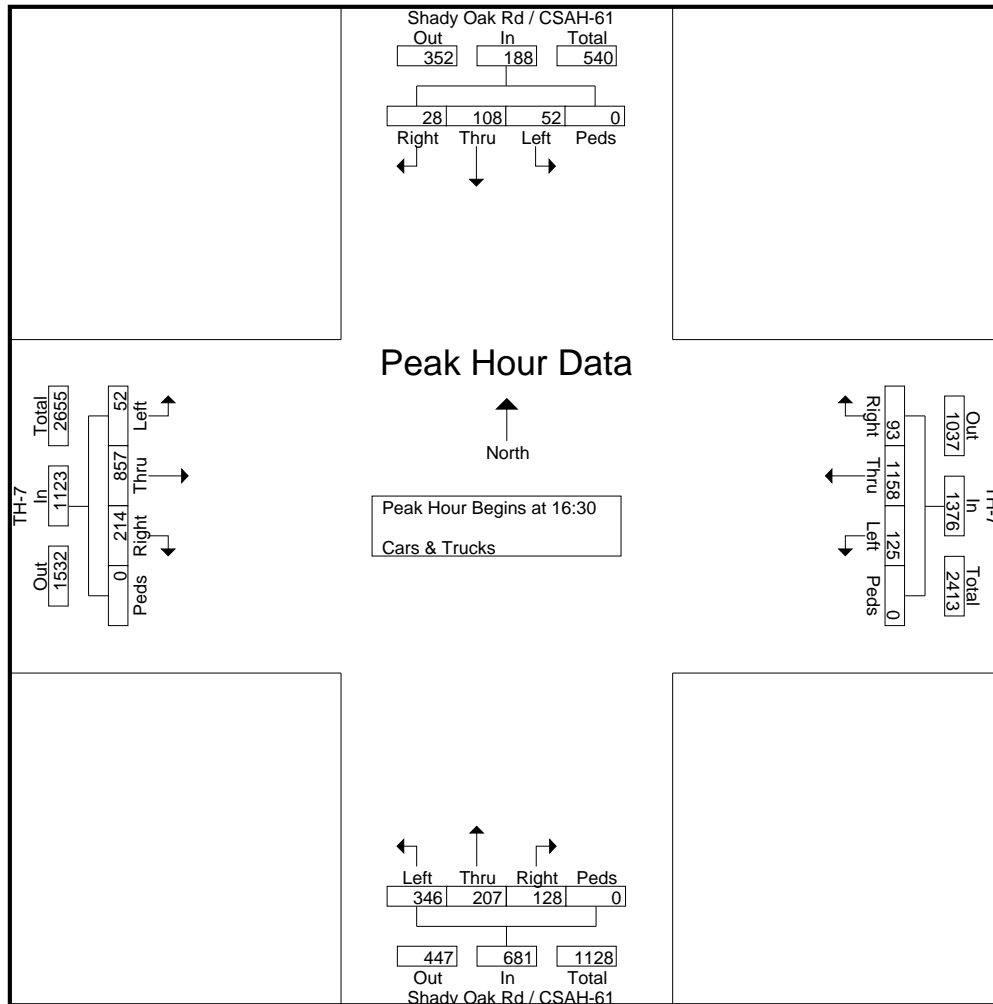 Shady Oak Rd / CSAH-61
Out In Total
352 188 540
28 108 52 0
Right Thru Left Peds
Peak Hour Data
North
Peak Hour Begins at 16:30
Cars & Trucks
TH-7
Total In Out
2655 1123 1532
52 857 214 0
Left Thru Right Peds
TH-7
Out In Total
1037 1376 2413
93 1158 125 0
Right Thru Left Peds
Left Thru Right Peds
346 207 128 0
447 681 1128
Out In Total
Shady Oak Rd / CSAH-61